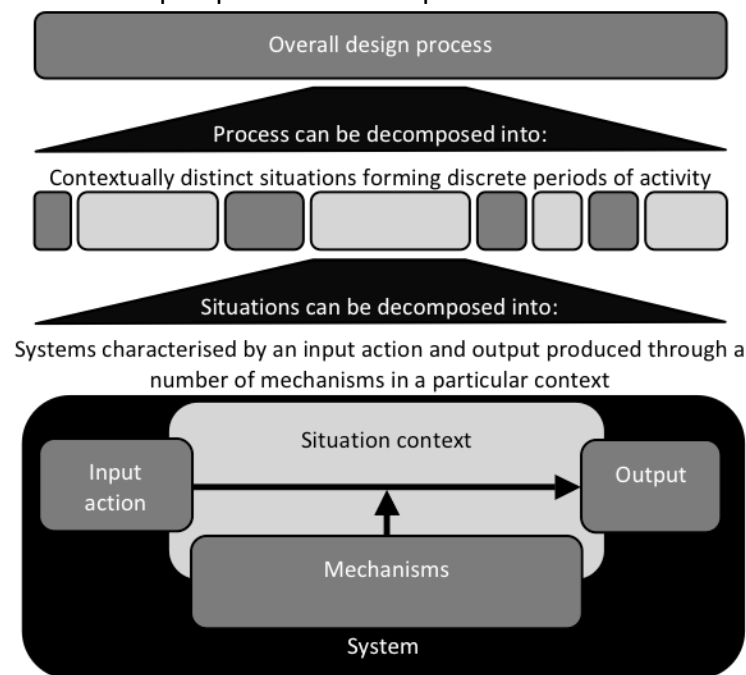 Overall design process
Process can be decomposed into:
Contextually distinct situations forming discrete periods of activity
Situations can be decomposed into:
Systems characterised by an input action and output produced through a
number of mechanisms in a particular context
Situation context
Input
action
Output
Mechanisms
System